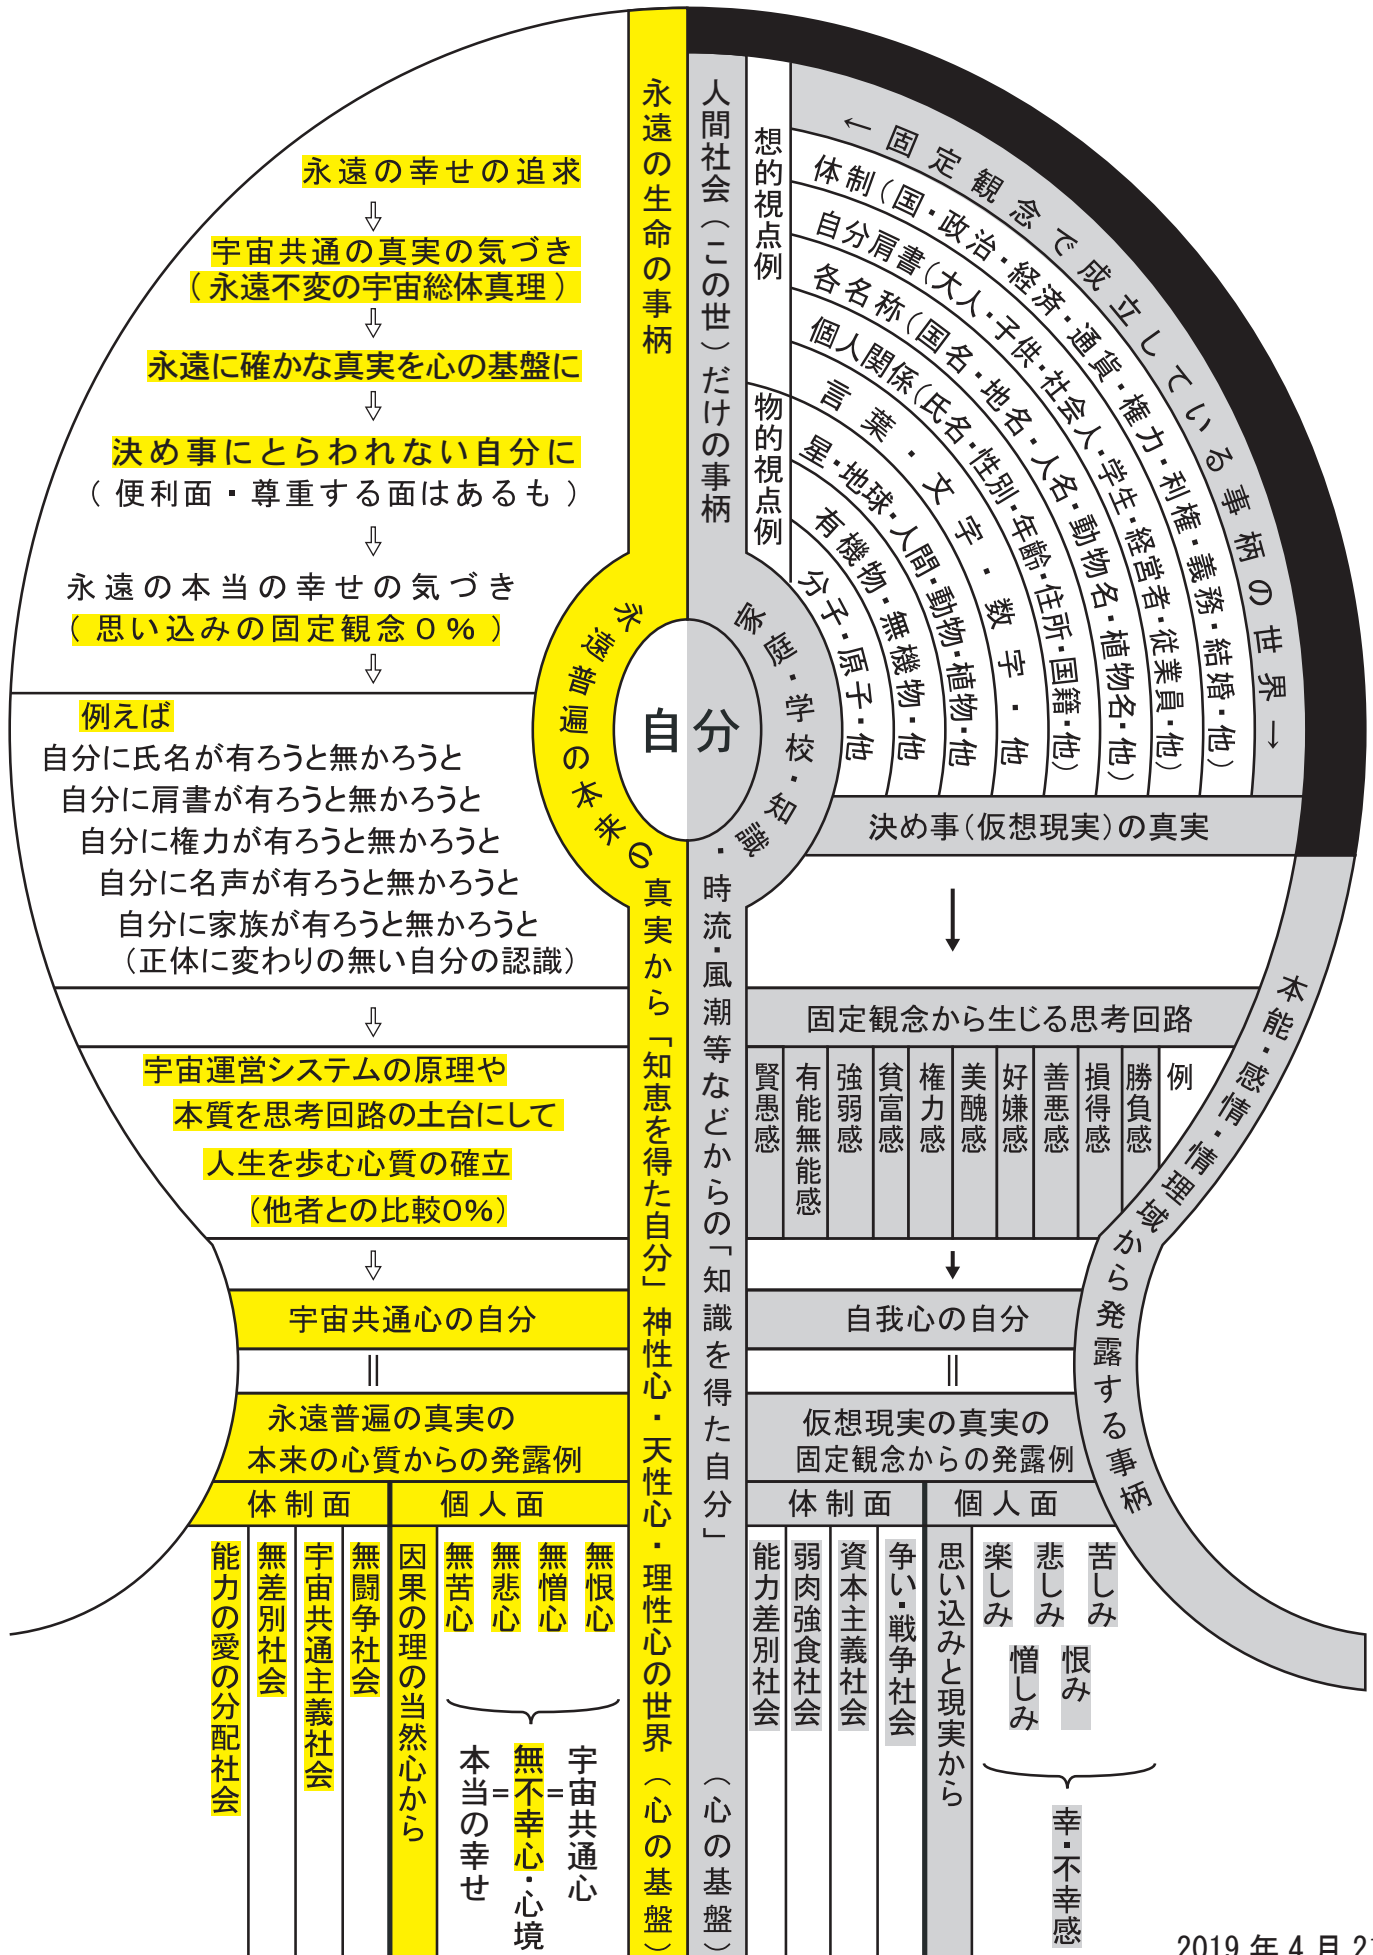 永遠の生命の事柄
永遠の幸せの追求
⇩
宇宙共通の真実の気づき
（永遠不変の宇宙総体真理）
⇩
永遠に確かな真実を心の基盤に
⇩
決め事にとらわれない自分に
（便利面・尊重する面はあるも）
⇩
永遠の本当の幸せの気づき
（思い込みの固定観念０％）
⇩
例えば
自分に氏名が有ろうと無かろうと
自分に肩書が有ろうと無かろうと
自分に権力が有ろうと無かろうと
自分に名声が有ろうと無かろうと
自分に家族が有ろうと無かろうと
（正体に変わりの無い自分の認識）
⇩
宇宙運営システムの原理や
本質を思考回路の土台にして
人生を歩む心質の確立
（他者との比較０％）
⇩
宇宙共通心の自分
||
永遠普遍の真実の
本来の心質からの発露例
体制面
個人面
能力の愛の分配社会
無差別社会
宇宙共通主義社会
無闘争社会
因果の理の当然心から
無苦心
無悲心
無憎心
無恨心
宇宙共通心
=
無不幸心・心境
=
本当の幸せ
自分
永遠普遍の本来の真実から「知恵を得た自分」神性心・天性心・理性心の世界（心の基盤）
人間社会（この世）だけの事柄
家庭・学校・知識・時流・風潮等などからの「知識を得た自分」（心の基盤）
想的視点例
物的視点例
←固定観念で成立している事柄の世界→
体制（国・政治・経済・通貨・権力・利権・義務・結婚・他）
自分肩書（大人・子供・社会人・学生・経営者・従業員・他）
各名称（国名・地名・人名・動物名・植物名・他）
個人関係（氏名・性別・年齢・住所・国籍・他）
言葉・文字・数字・他
星・地球・人間・動物・植物・他
有機物・無機物・他
分子・原子・他
決め事（仮想現実）の真実
↓
固定観念から生じる思考回路
賢愚感
有能無能感
強弱感
貧富感
権力感
美醜感
好嫌感
善悪感
損得感
勝負感
例
↓
本能・感情・情理域から発露する事柄
自我心の自分
||
仮想現実の真実の
固定観念からの発露例
体制面
個人面
能力差別社会
弱肉強食社会
資本主義社会
争い・戦争社会
思い込みと現実から
楽しみ
悲しみ
苦しみ
憎しみ
恨み
幸・不幸感
2019年4月2